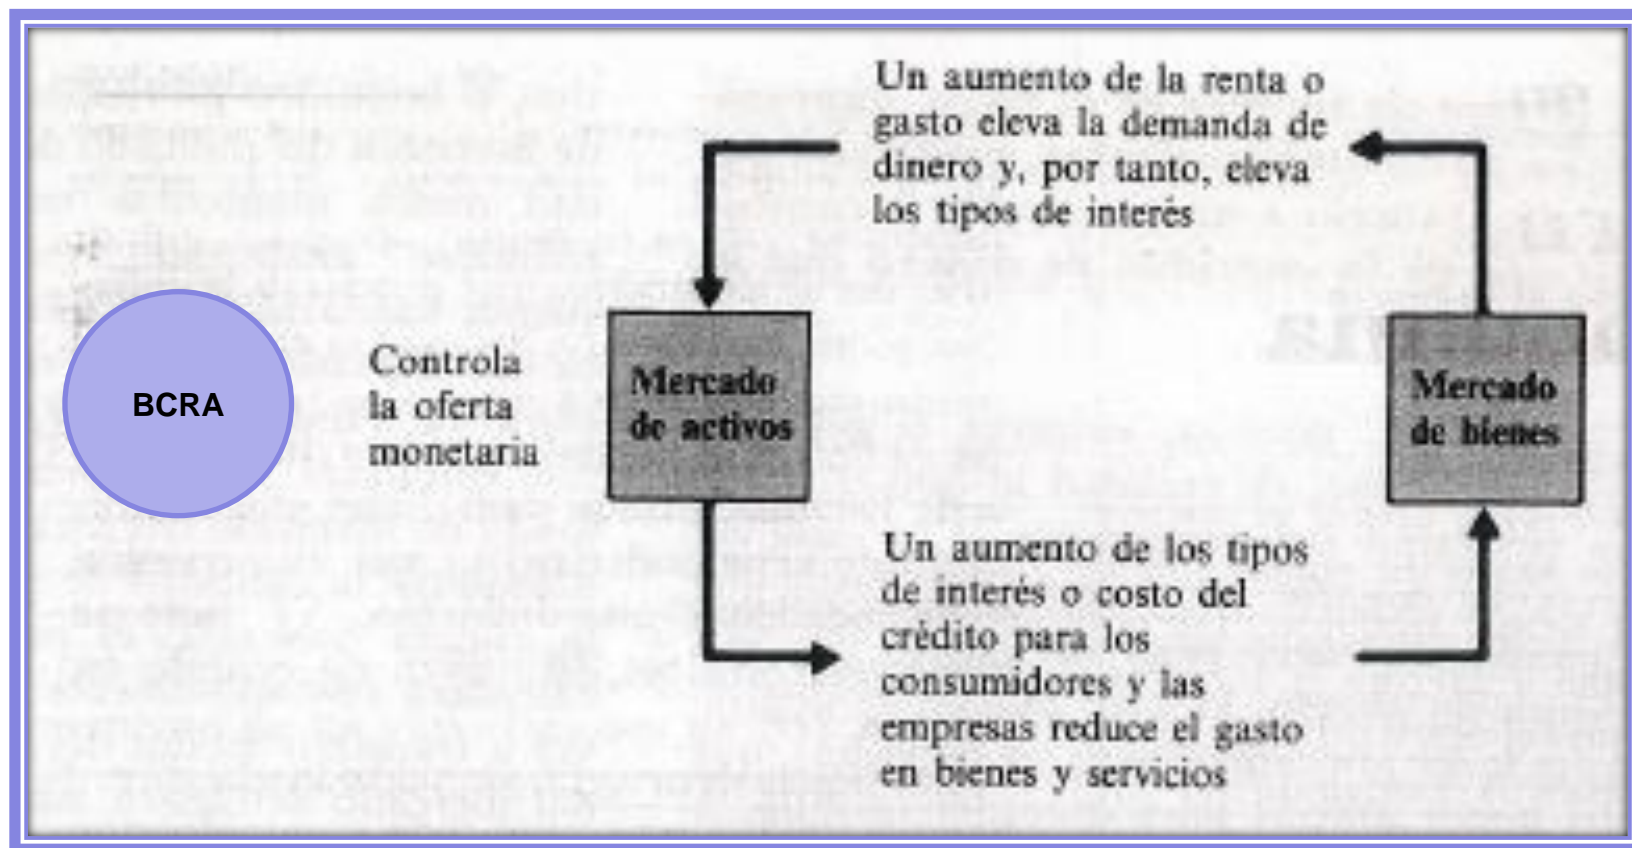 BCRA
Controla
la oferta
monetaria
Mercado
de activos
Un aumento de la renta o
gasto eleva la demanda de
dinero y, por tanto, eleva
los tipos de interés
Mercado
de bienes
Un aumento de los tipos
de interés o costo del
crédito para los
consumidores y las
empresas reduce el gasto
en bienes y servicios